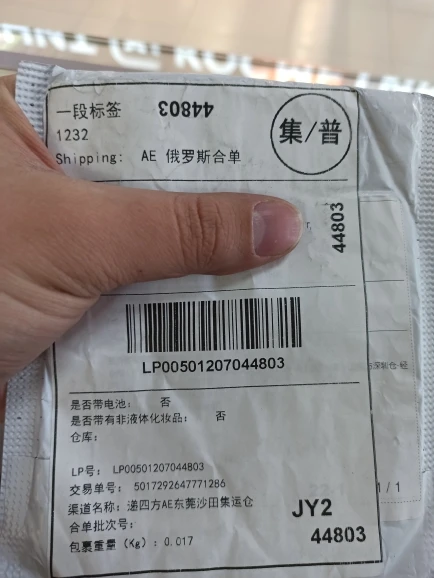 一段标签
44803
1232
集/普
Shipping: AE 俄罗斯合单
44803
LP00501207044803
是否带电池: 否
是否带有非液体化妆品: 否
仓库:
LP号: LP00501207044803
交易单号: 5017292647771286
渠道名称: 递四方AE东莞沙田集运仓
JY2
合单批次号:
44803
包裹重量 (Kg): 0.017
1 / 1